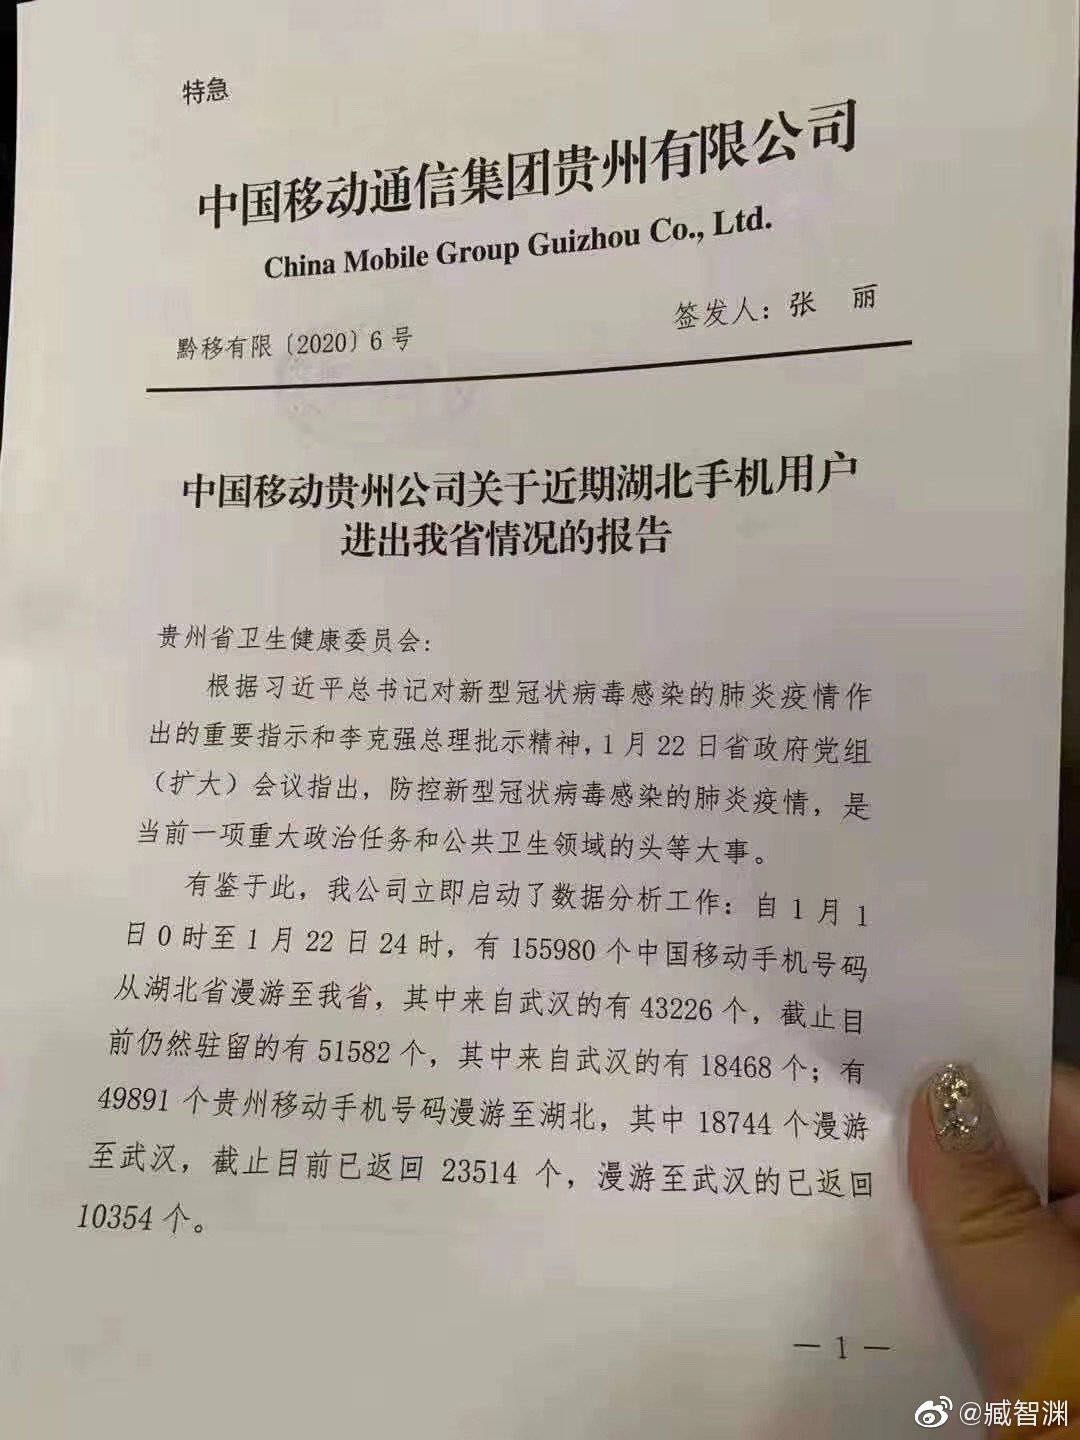 特急
中国移动通信集团贵州有限公司
China Mobile Group Guizhou Co., Ltd.
黔移有限〔2020〕6号
签发人：张 丽
中国移动贵州公司关于近期湖北手机用户
进出我省情况的报告
贵州省卫生健康委员会：
根据习近平总书记对新型冠状病毒感染的肺炎疫情作
出的重要指示和李克强总理批示精神，1月22日省政府党组
（扩大）会议指出，防控新型冠状病毒感染的肺炎疫情，是
当前一项重大政治任务和公共卫生领域的头等大事。
有鉴于此，我公司立即启动了数据分析工作：自1月1
日0时至1月22日24时，有155980个中国移动手机号码
从湖北省漫游至我省，其中来自武汉的有43226个，截止目
前仍然驻留的有51582个，其中来自武汉的有18468个；有
49891个贵州移动手机号码漫游至湖北，其中18744个漫游
至武汉，截止目前已返回 23514 个，漫游至武汉的已返回
10354个。
— 1 —
@臧智渊